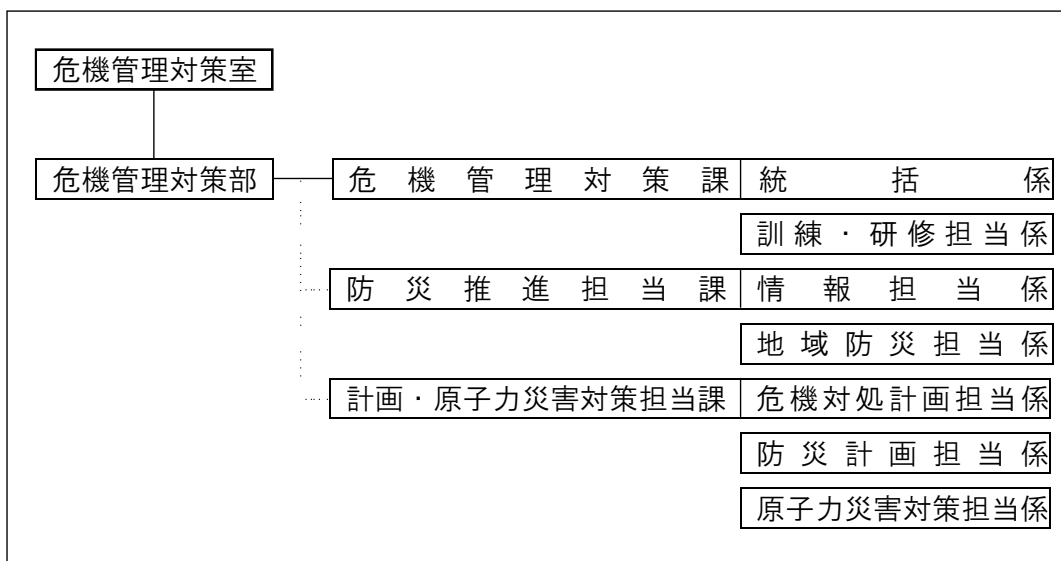 危機管理対策室
危機管理対策部
危機管理対策課 統括係
訓練・研修担当係
防災推進担当課 情報担当係
地域防災担当係
計画・原子力災害対策担当課 危機対処計画担当係
防災計画担当係
原子力災害対策担当係